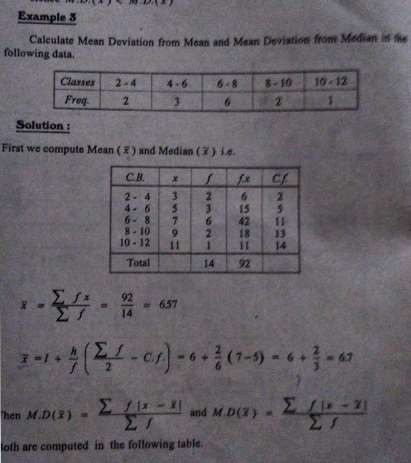 Example 3
Calculate Mean Deviation from Mean and Mean Deviation from Median in the
following data.
Classes 2 - 4 4 - 6 6 - 8 8 - 10 10 - 12
Freq. 2 3 6 2 1
Solution :
First we compute Mean ( x̄ ) and Median ( x̃ ) i.e.
C.B. x f fx C.f.
2 - 4 3 2 6 2
4 - 6 5 3 15 5
6 - 8 7 6 42 11
8 - 10 9 2 18 13
10 - 12 11 1 11 14
Total 14 92
x̄ = Σ fx / Σ f = 92 / 14 = 6.57
x̃ = l + h/f ( Σ f / 2 - C.f. ) = 6 + 2/6 (7-5) = 6 + 2/3 = 6.7
Then M.D(x̄) = Σ f |x - x̄| / Σ f and M.D(x̃) = Σ f |x - x̃| / Σ f
both are computed in the following table.